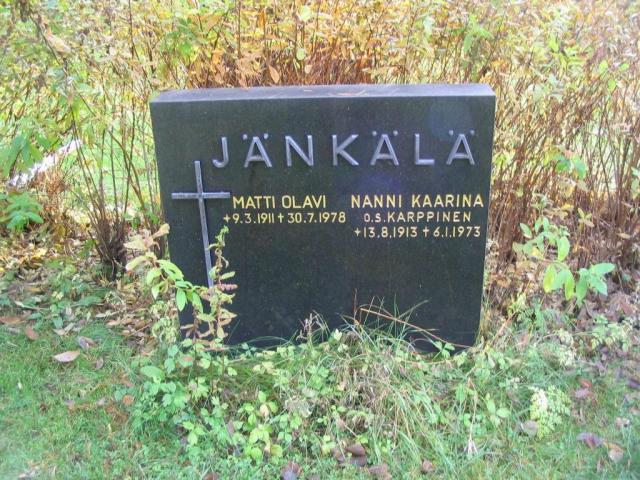 JÄNKÄLÄ
MATTI OLAVI
+9.3.1911 +30.7.1978
NANNI KAARINA
O.S. KARPPINEN
+13.8.1913 +6.1.1973